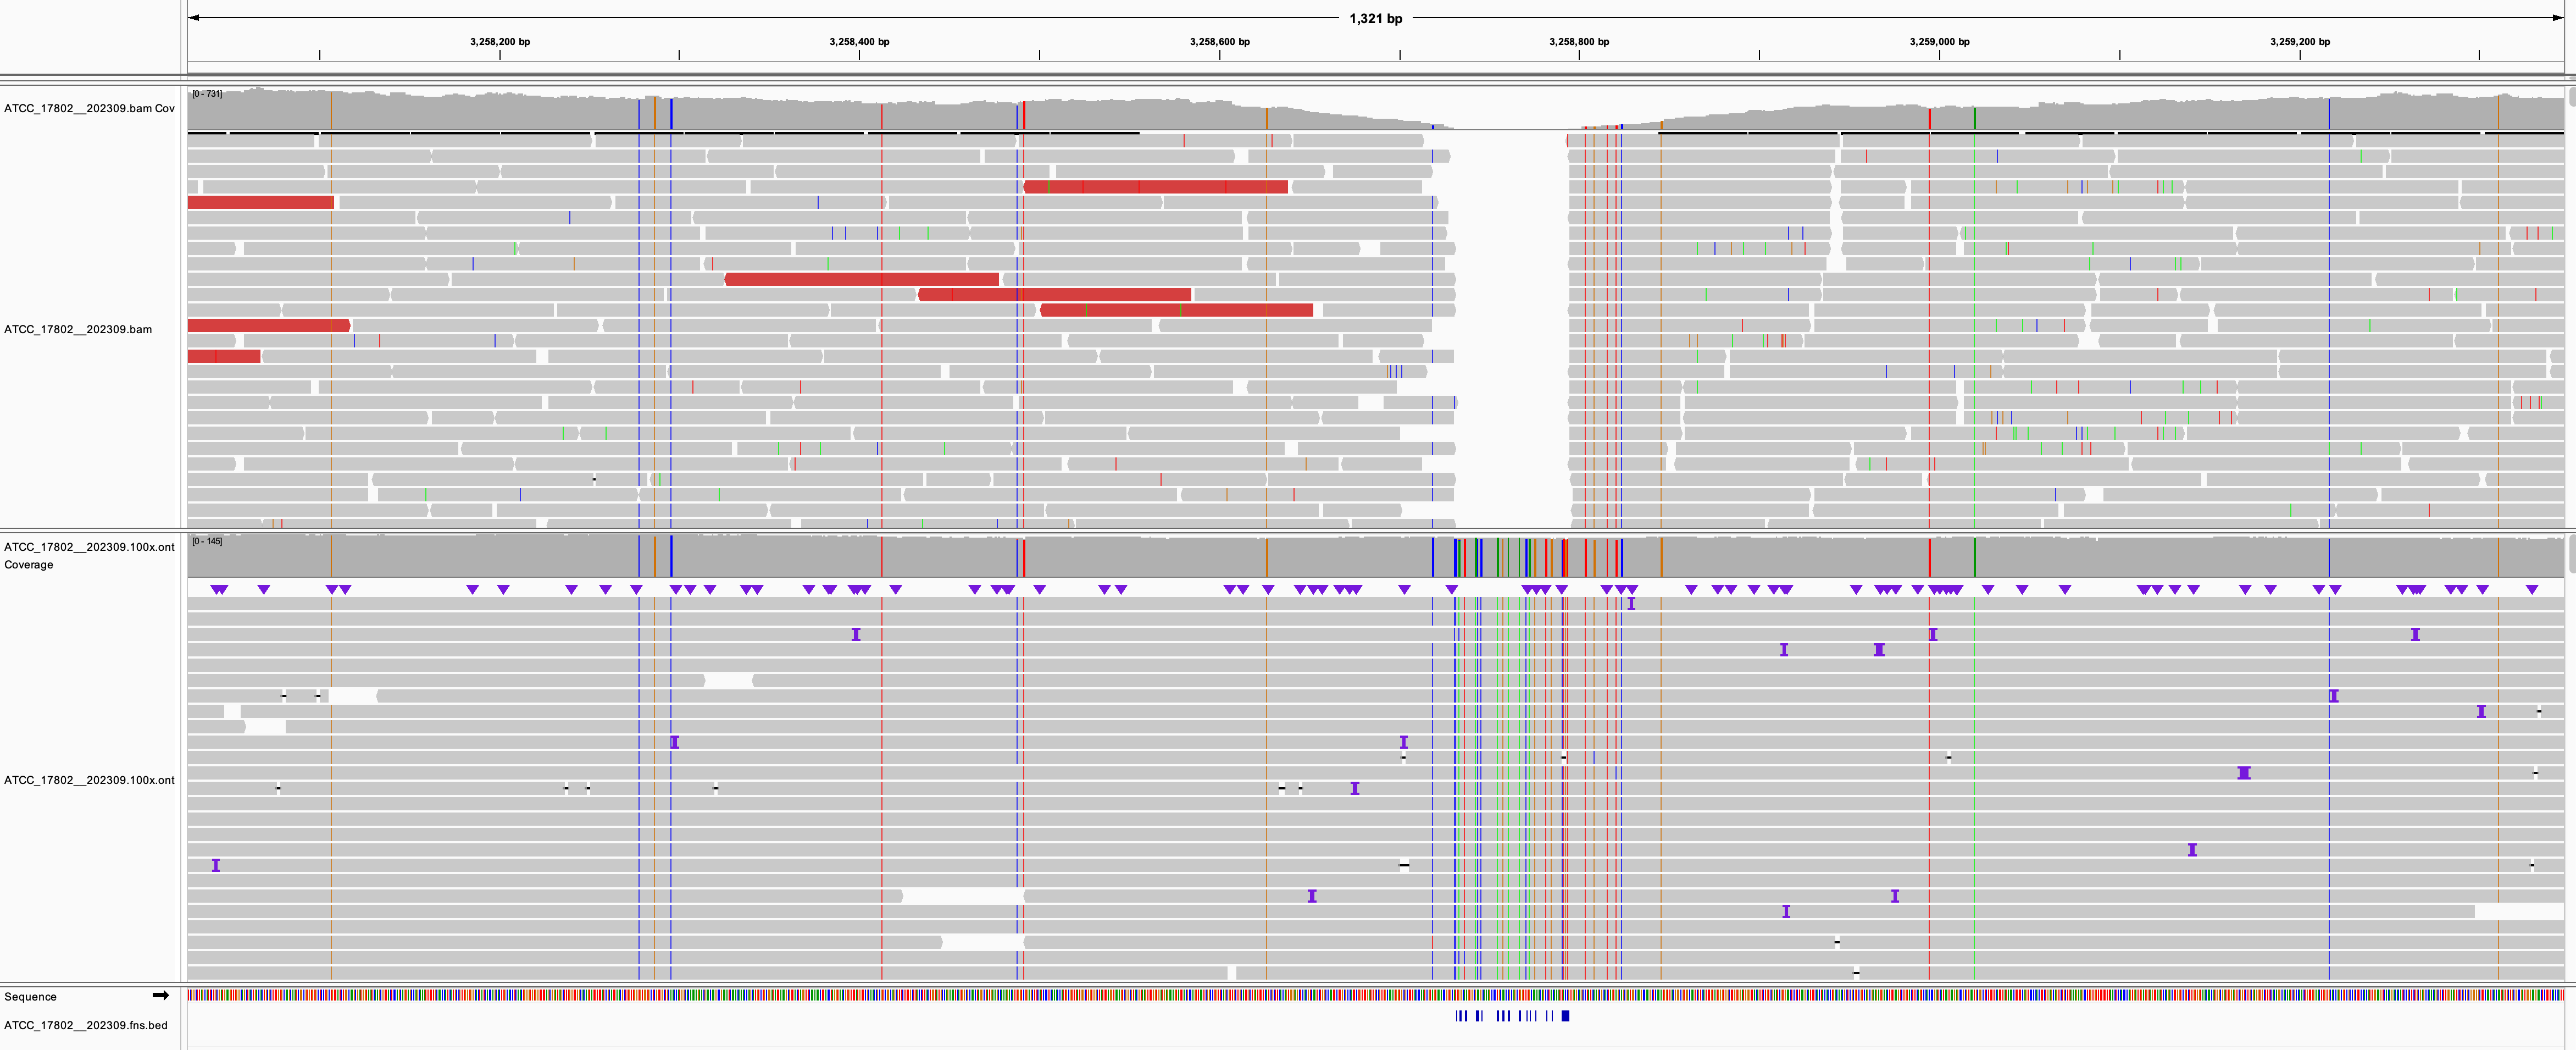 1,321 bp
3,258,200 bp 3,258,400 bp 3,258,600 bp 3,258,800 bp 3,259,000 bp 3,259,200 bp
ATCC_17802__202309.bam Cov
[0 - 731]
ATCC_17802__202309.bam
ATCC_17802__202309.100x.ont
Coverage
[0 - 145]
ATCC_17802__202309.100x.ont
Sequence
ATCC_17802__202309.fns.bed